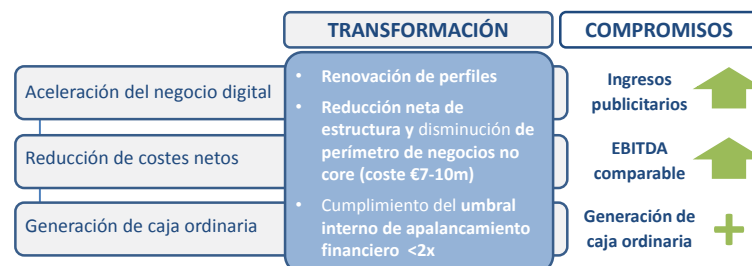 TRANSFORMACIÓN
COMPROMISOS
Aceleración del negocio digital
Reducción de costes netos
Generación de caja ordinaria
• Renovación de perfiles
• Reducción neta de
estructura y disminución de
perímetro de negocios no
core (coste €7-10m)
• Cumplimiento del umbral
interno de apalancamiento
financiero <2x
Ingresos
publicitarios
EBITDA
comparable
Generación de
caja ordinaria
+